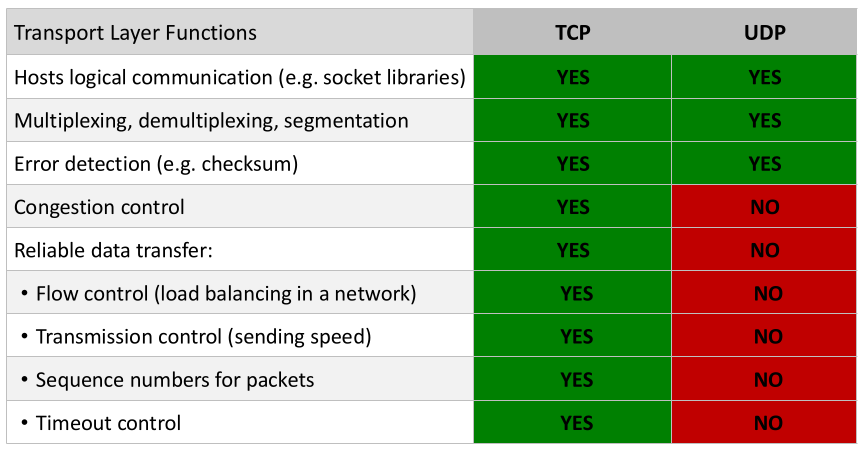 Transport Layer Functions TCP UDP
Hosts logical communication (e.g. socket libraries) YES YES
Multiplexing, demultiplexing, segmentation YES YES
Error detection (e.g. checksum) YES YES
Congestion control YES NO
Reliable data transfer: YES NO
• Flow control (load balancing in a network) YES NO
• Transmission control (sending speed) YES NO
• Sequence numbers for packets YES NO
• Timeout control YES NO